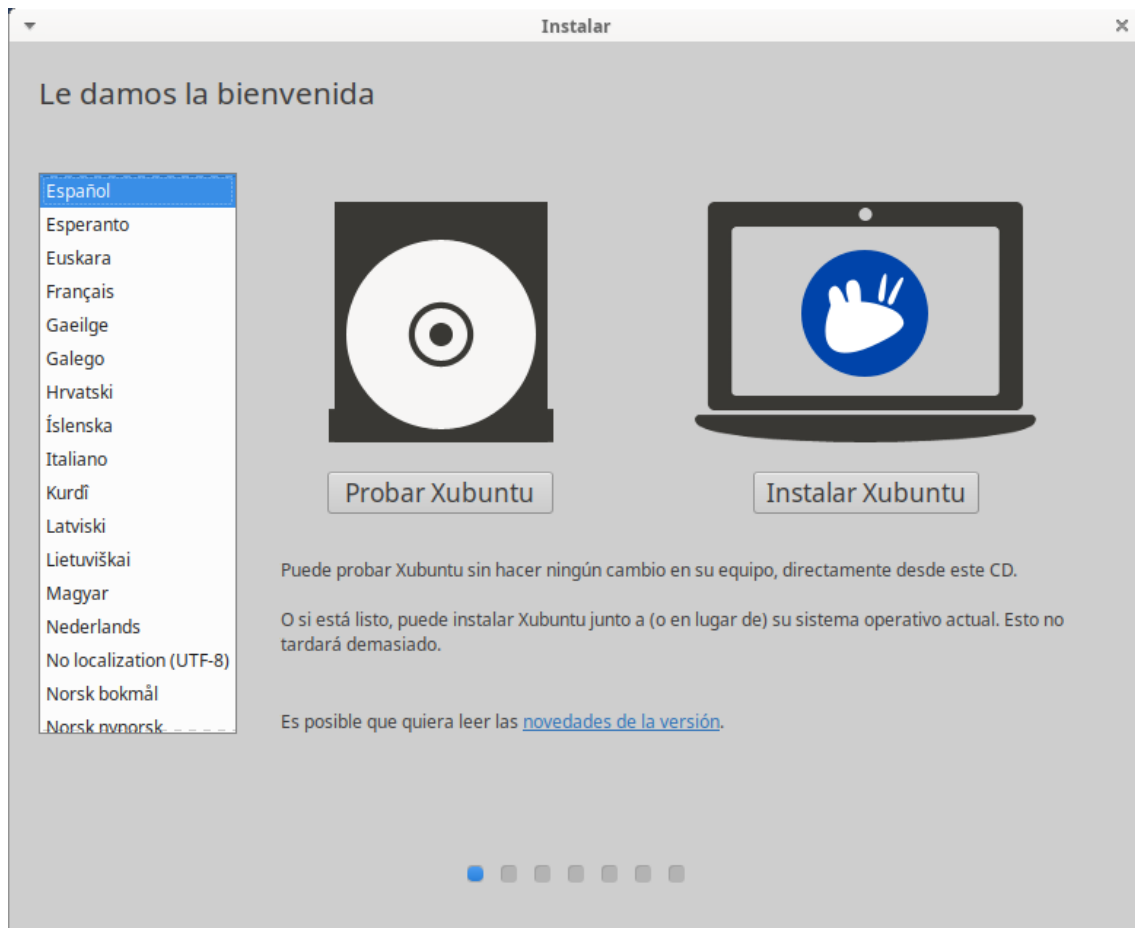 Instalar
Le damos la bienvenida
Español
Esperanto
Euskara
Français
Gaeilge
Galego
Hrvatski
Íslenska
Italiano
Kurdî
Latviski
Lietuviškai
Magyar
Nederlands
No localization (UTF-8)
Norsk bokmål
Norsk nynorsk
Probar Xubuntu
Instalar Xubuntu
Puede probar Xubuntu sin hacer ningún cambio en su equipo, directamente desde este CD.
O si está listo, puede instalar Xubuntu junto a (o en lugar de) su sistema operativo actual. Esto no
tardará demasiado.
Es posible que quiera leer las novedades de la versión.